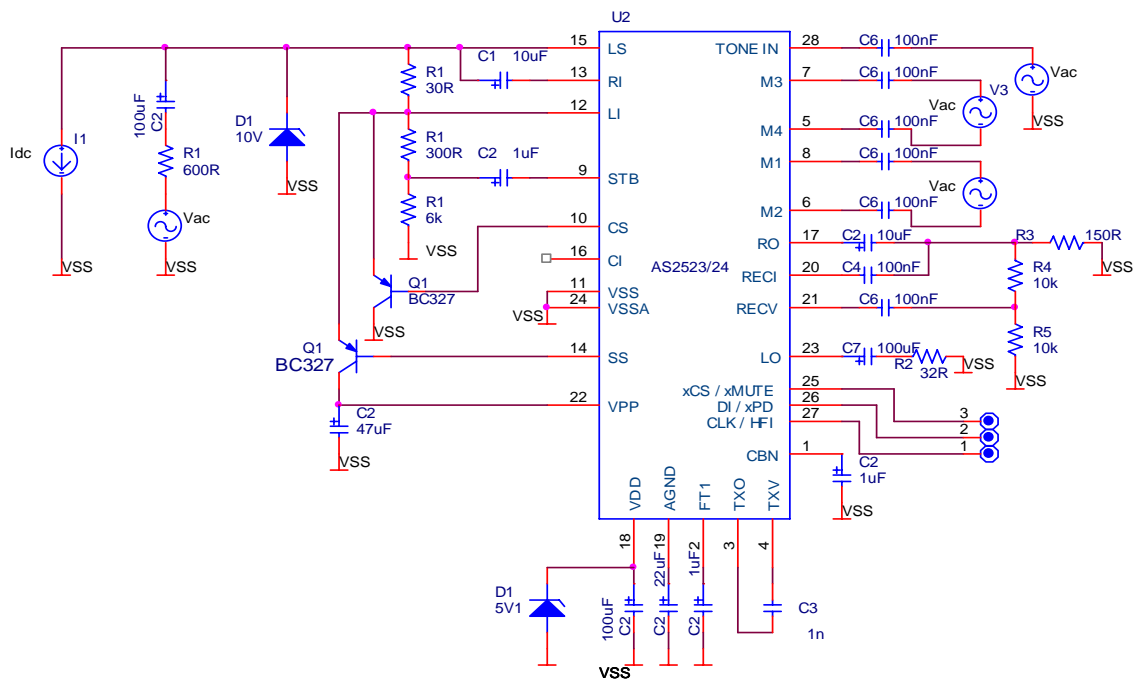 U2
AS2523/24
15 LS
13 RI
12 LI
9 STB
10 CS
16 CI
11 VSS
24 VSSA
14 SS
22 VPP
28 TONE IN
7 M3
5 M4
8 M1
6 M2
17 RO
20 RECI
21 RECV
23 LO
25 xCS / xMUTE
26 DI / xPD
27 CLK / HFI
1 CBN
18 VDD
19 AGND
2 FT1
3 TXO
4 TXV
Idc
I1
VSS
100uF
C2
R1
600R
Vac
VSS
D1
10V
VSS
R1
30R
C1 10uF
R1
300R
C2 1uF
R1
6k
VSS
Q1
BC327
VSS
VSS
Q1
BC327
C2
47uF
VSS
C6 100nF
Vac
VSS
C6 100nF
Vac V3
C6 100nF
C6 100nF
Vac
C6 100nF
C2 10uF
R3 150R
VSS
C4 100nF
R4
10k
C6 100nF
R5
10k
VSS
C7 100uF
R2 32R
VSS
3
2
1
C2
1uF
VSS
D1
5V1
100uF
C2
22uF
C2
1uF
C2
VSS
C3
1n